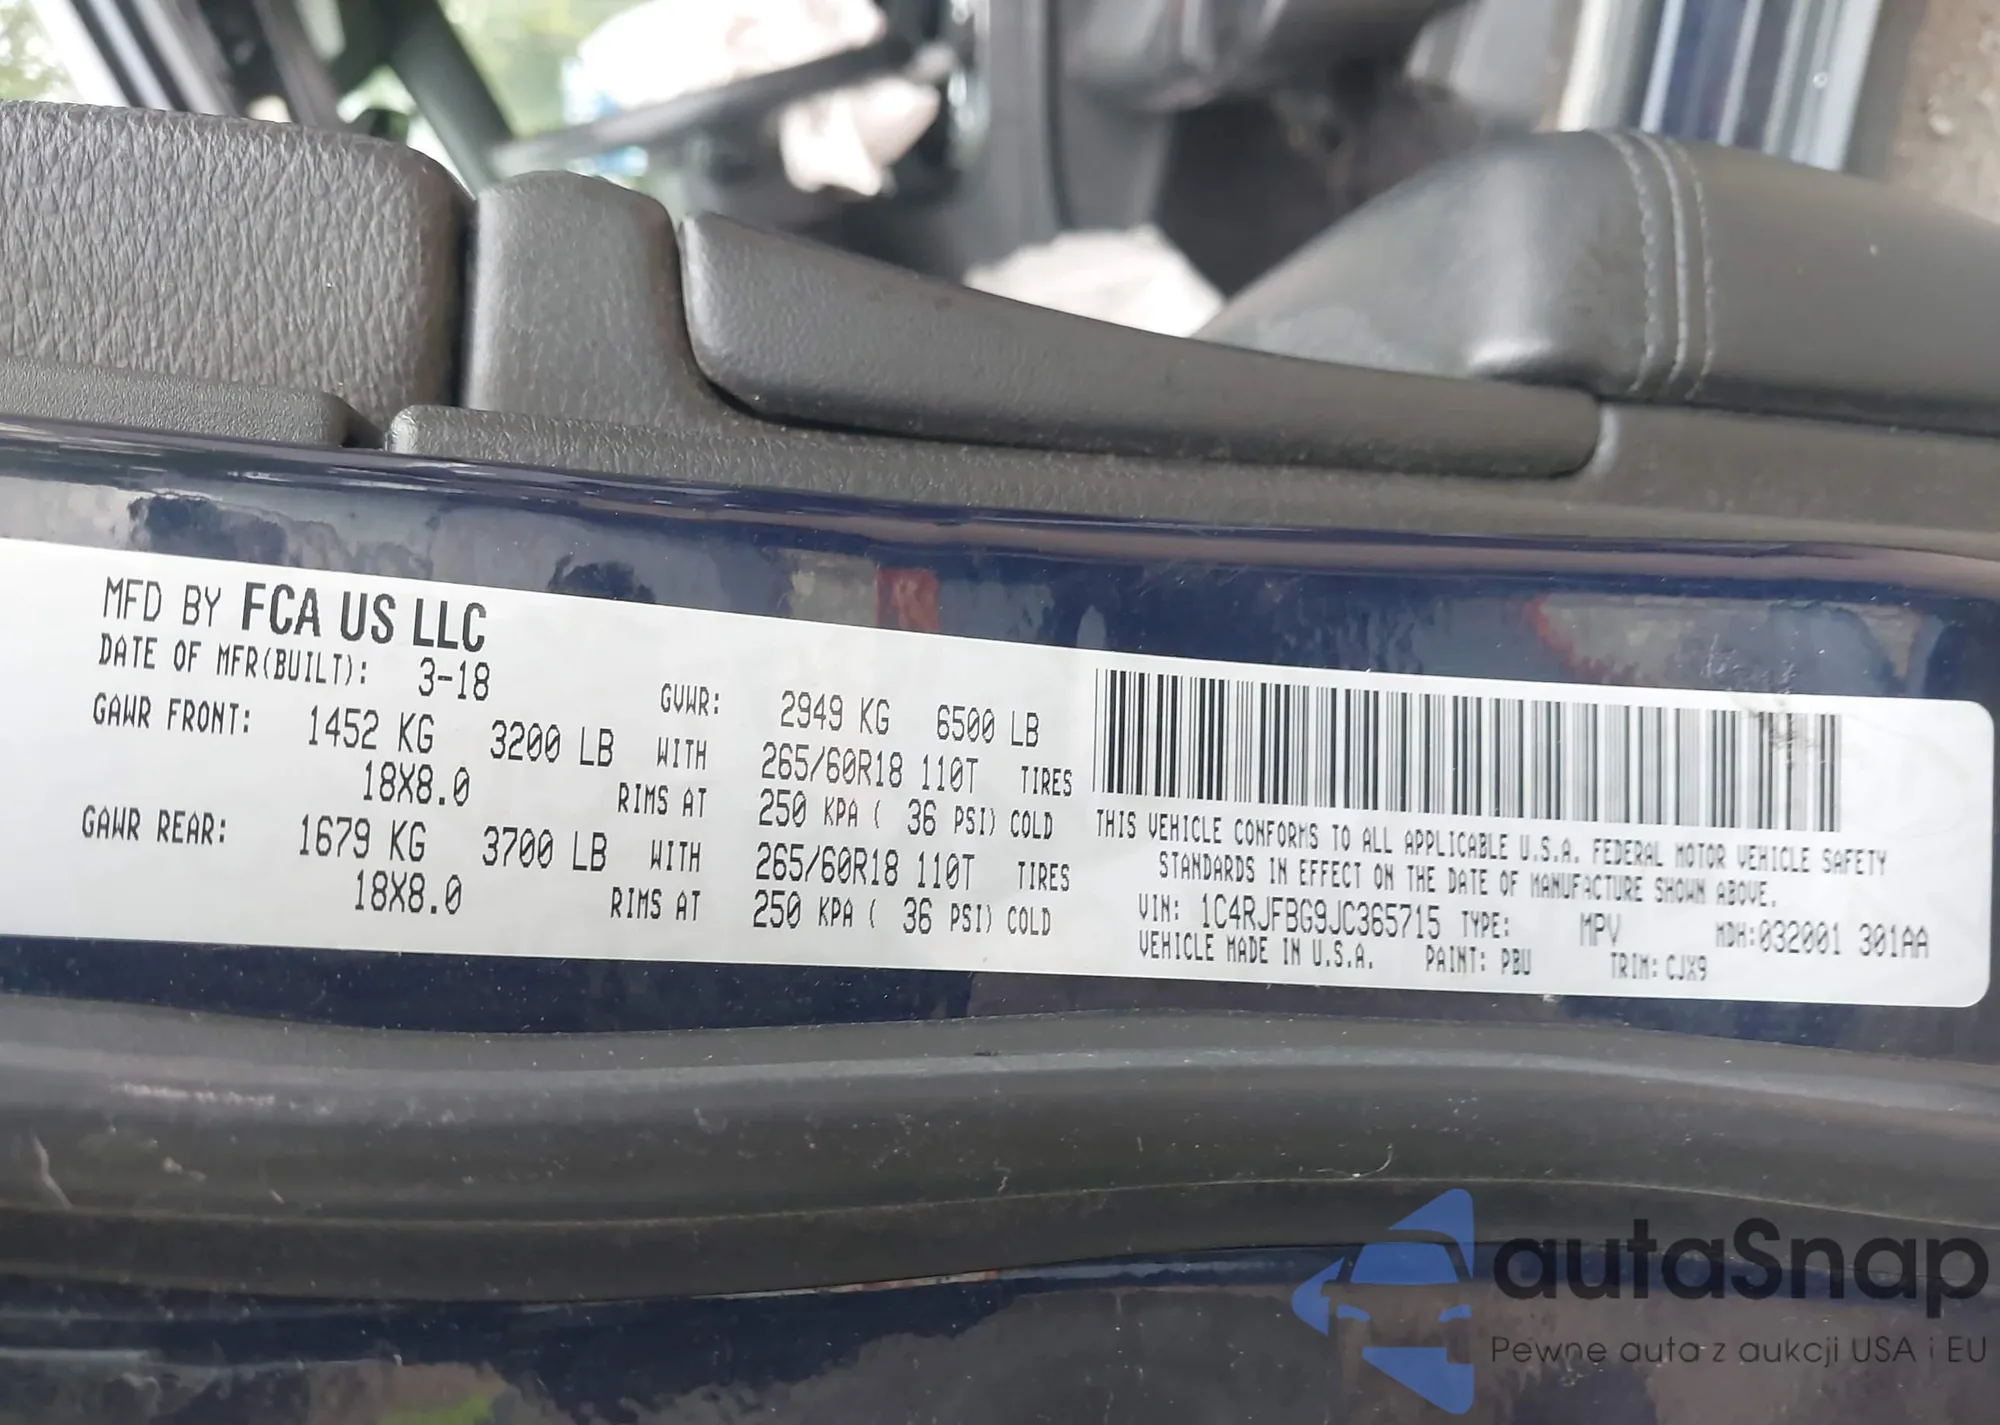 MFD BY FCA US LLC
DATE OF MFR(BUILT): 3-18 GVWR: 2949 KG 6500 LB
GAWR FRONT: 1452 KG 3200 LB WITH 265/60R18 110T TIRES
18X8.0 RIMS AT 250 KPA ( 36 PSI) COLD
GAWR REAR: 1679 KG 3700 LB WITH 265/60R18 110T TIRES
18X8.0 RIMS AT 250 KPA ( 36 PSI) COLD
THIS VEHICLE CONFORMS TO ALL APPLICABLE U.S.A. FEDERAL MOTOR VEHICLE SAFETY
STANDARDS IN EFFECT ON THE DATE OF MANUFACTURE SHOWN ABOVE.
VIN: 1C4RJFBG9JC365715 TYPE: MPV MDH:032001 301AA
VEHICLE MADE IN U.S.A. PAINT: PBU TRIM: CJX9
autaSnap
Pewne auta z aukcji USA i EU